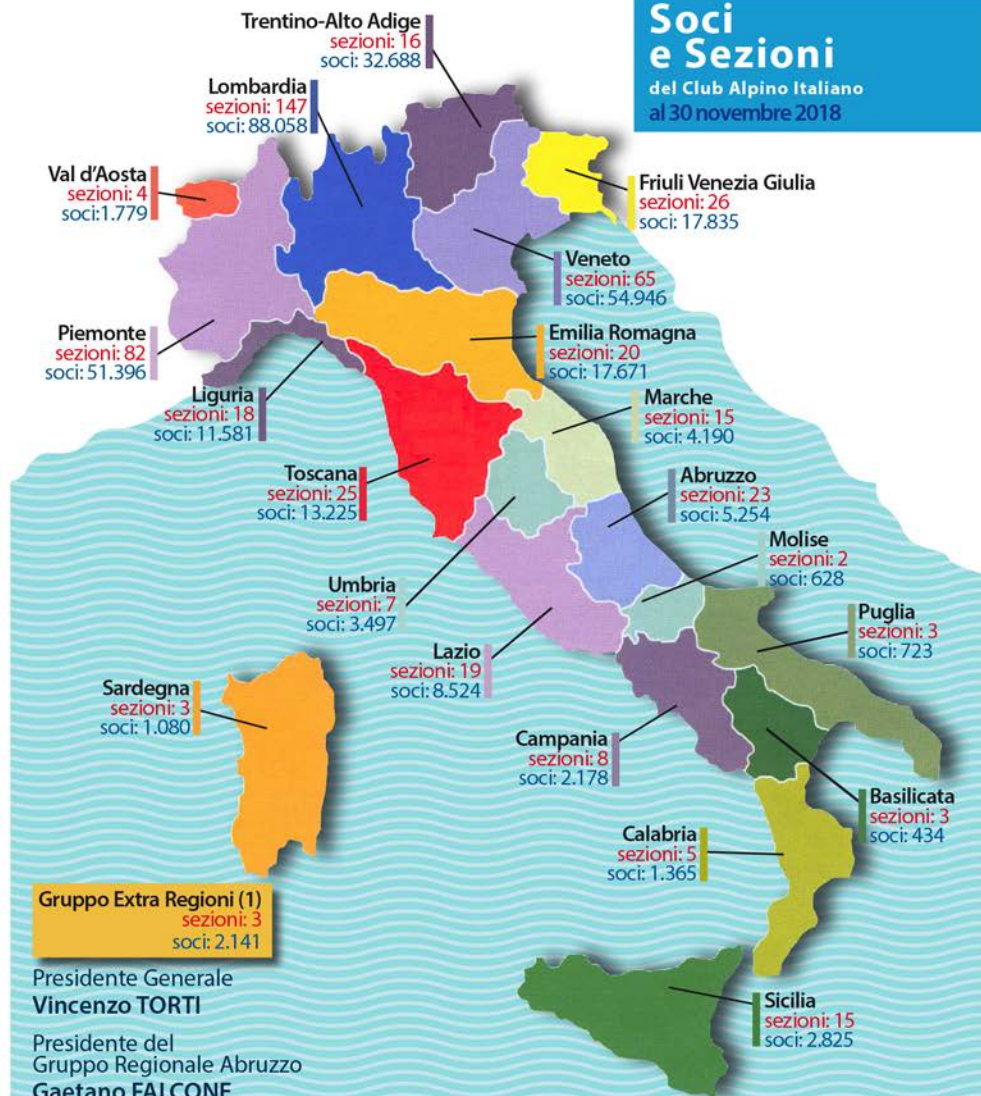 Soci
e Sezioni
del Club Alpino Italiano
al 30 novembre 2018
Trentino-Alto Adige
sezioni: 16
soci: 32.688
Lombardia
sezioni: 147
soci: 88.058
Val d'Aosta
sezioni: 4
soci:1.779
Friuli Venezia Giulia
sezioni: 26
soci: 17.835
Veneto
sezioni: 65
soci: 54.946
Piemonte
sezioni: 82
soci: 51.396
Emilia Romagna
sezioni: 20
soci: 17.671
Liguria
sezioni: 18
soci: 11.581
Marche
sezioni: 15
soci: 4.190
Toscana
sezioni: 25
soci: 13.225
Abruzzo
sezioni: 23
soci: 5.254
Molise
sezioni: 2
soci: 628
Umbria
sezioni: 7
soci: 3.497
Puglia
sezioni: 3
soci: 723
Lazio
sezioni: 19
soci: 8.524
Sardegna
sezioni: 3
soci: 1.080
Campania
sezioni: 8
soci: 2.178
Basilicata
sezioni: 3
soci: 434
Calabria
sezioni: 5
soci: 1.365
Gruppo Extra Regioni (1)
sezioni: 3
soci: 2.141
Presidente Generale
Vincenzo TORTI
Presidente del
Gruppo Regionale Abruzzo
Gaetano FALCONE
Sicilia
sezioni: 15
soci: 2.825